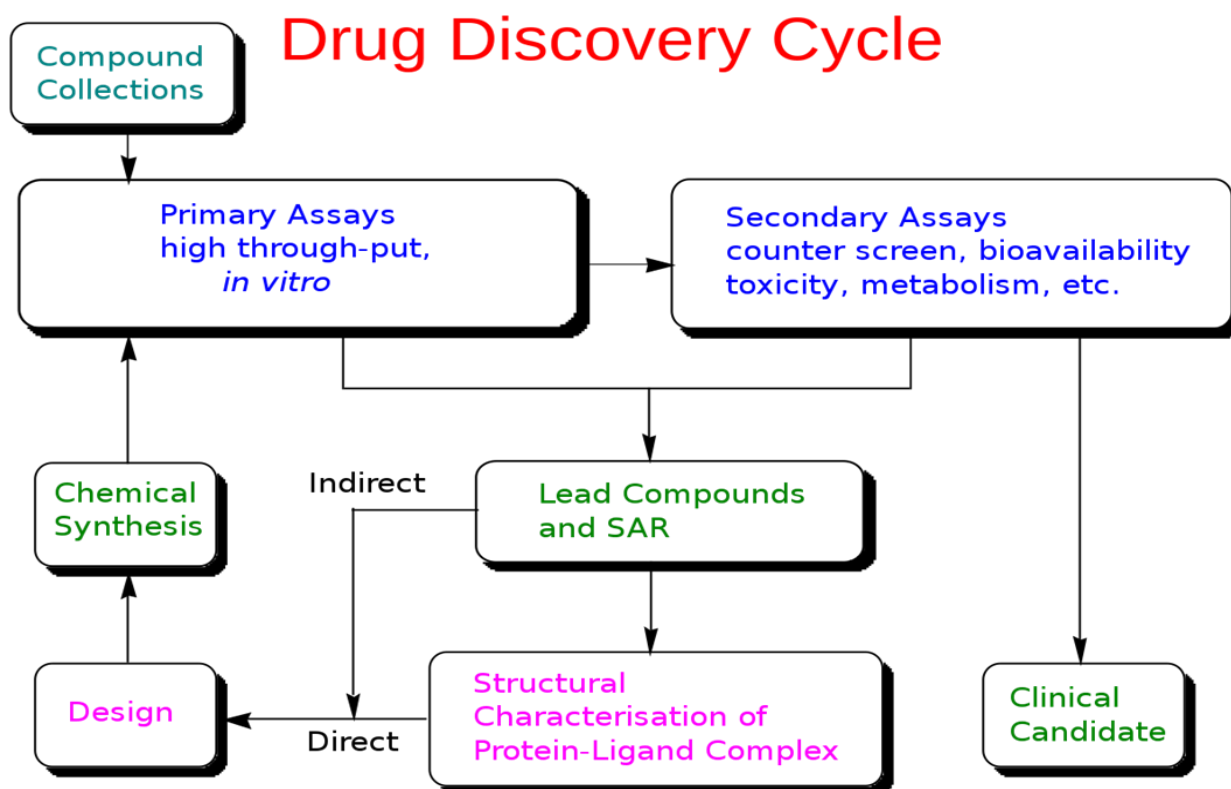 Drug Discovery Cycle
Compound
Collections
Primary Assays
high through-put,
in vitro
Secondary Assays
counter screen, bioavailability
toxicity, metabolism, etc.
Chemical
Synthesis
Indirect
Lead Compounds
and SAR
Design
Direct
Structural
Characterisation of
Protein-Ligand Complex
Clinical
Candidate